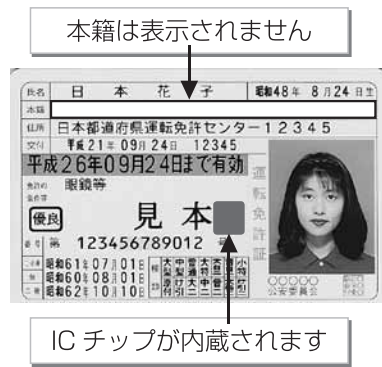 本籍は表示されません
氏名 日本花子 昭和48年 8月24日生
本籍
住所 日本都道府県運転免許センター12345
交付 平成21年09月24日 12345
平成26年09月24日まで有効
眼鏡等
免許の
条件等
優良
見本
番号 第 123456789012 号
昭和61年07月01日
昭和60年08月01日
昭和62年10月10日
種類
運転免許証
公安委員会
ICチップが内蔵されます